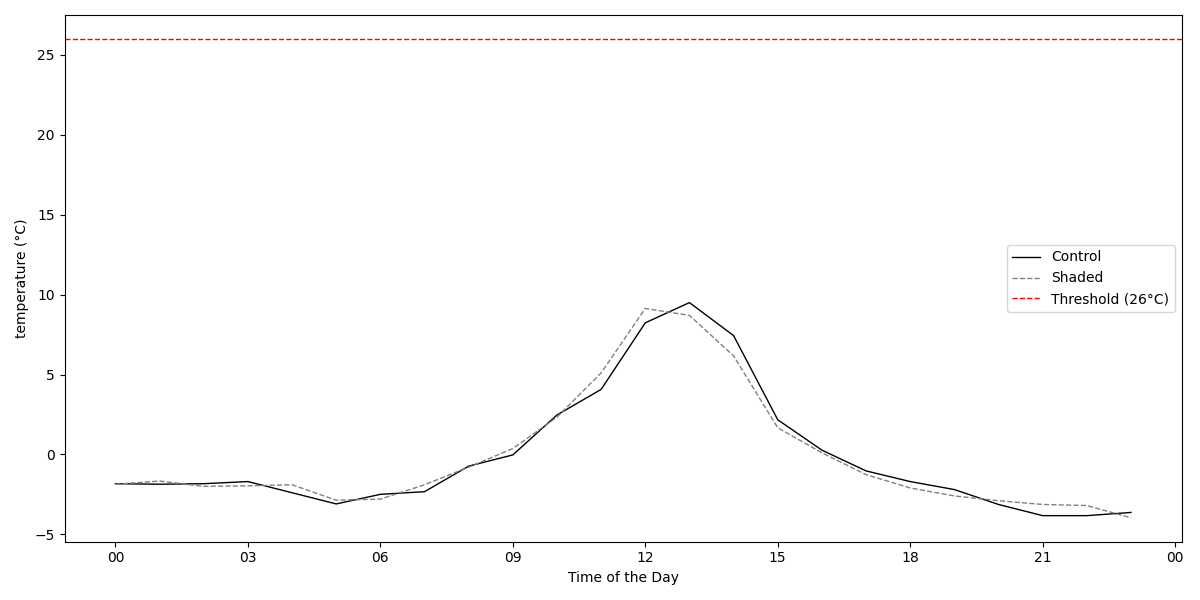 25
20
15
10
5
0
−5
temperature (°C)
Control
Shaded
Threshold (26°C)
00 03 06 09 12 15 18 21 00
Time of the Day